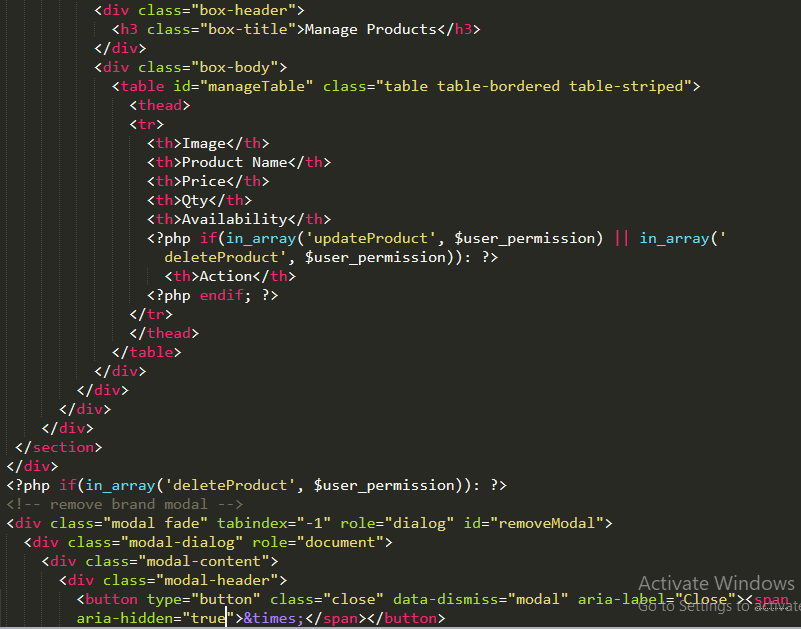 <div class="box-header">
<h3 class="box-title">Manage Products</h3>
</div>
<div class="box-body">
<table id="manageTable" class="table table-bordered table-striped">
<thead>
<tr>
<th>Image</th>
<th>Product Name</th>
<th>Price</th>
<th>Qty</th>
<th>Availability</th>
<?php if(in_array('updateProduct', $user_permission) || in_array('
deleteProduct', $user_permission)): ?>
<th>Action</th>
<?php endif; ?>
</tr>
</thead>
</table>
</div>
</div>
</div>
</div>
</section>
</div>
<?php if(in_array('deleteProduct', $user_permission)): ?>
<!-- remove brand modal -->
<div class="modal fade" tabindex="-1" role="dialog" id="removeModal">
<div class="modal-dialog" role="document">
<div class="modal-content">
<div class="modal-header">
<button type="button" class="close" data-dismiss="modal" aria-label="Close"><span
aria-hidden="true">&times;</span></button>
Activate Windows
Go to Settings to activate